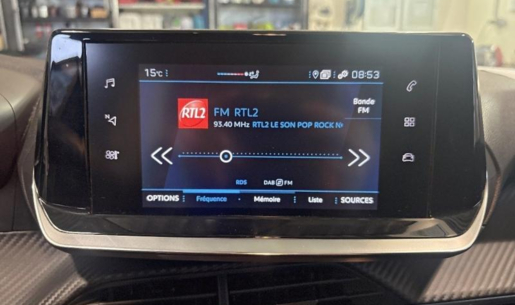 15°C
08:53
RTL2
FM RTL2
Bande
FM
93.40 MHz RTL2 LE SON POP ROCK
N
RDS
DAB FM
OPTIONS Fréquence Mémoire Liste SOURCES